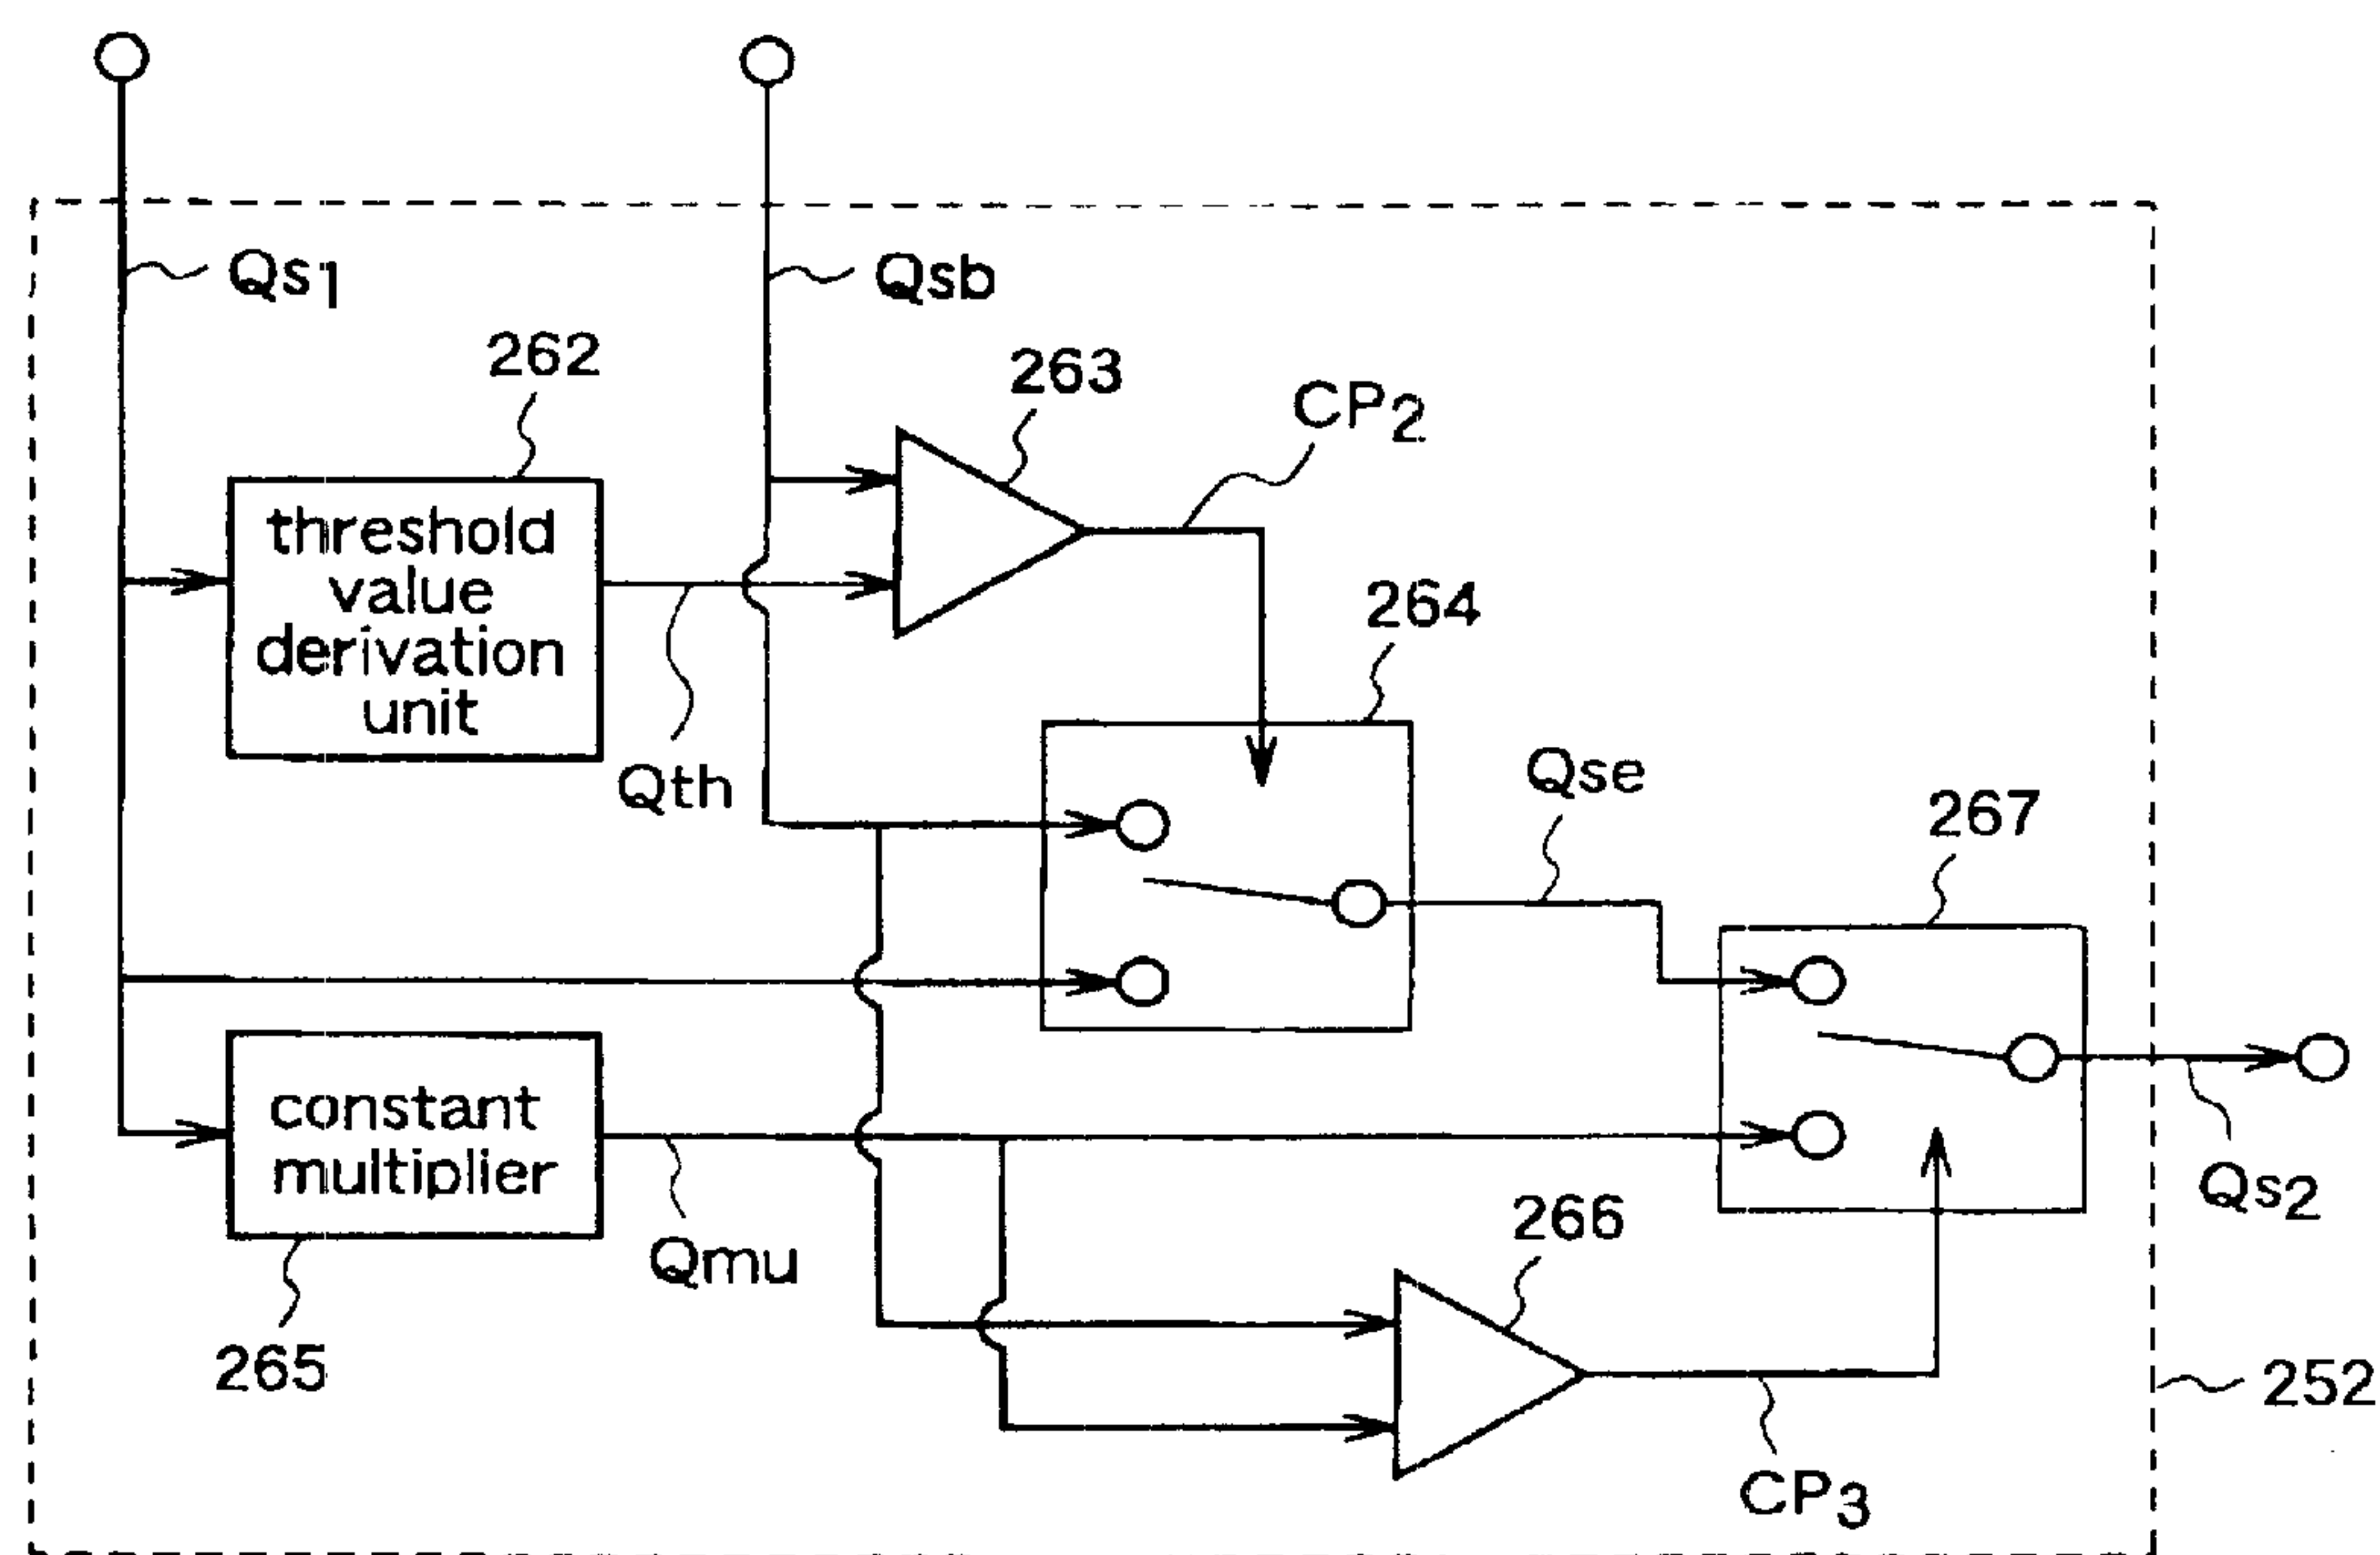 Qs1
Qsb
262
263
CP2
threshold
value
derivation
unit
264
Qth
Qse
267
constant
multiplier
Qs2
266
Qmu
265
252
CP3